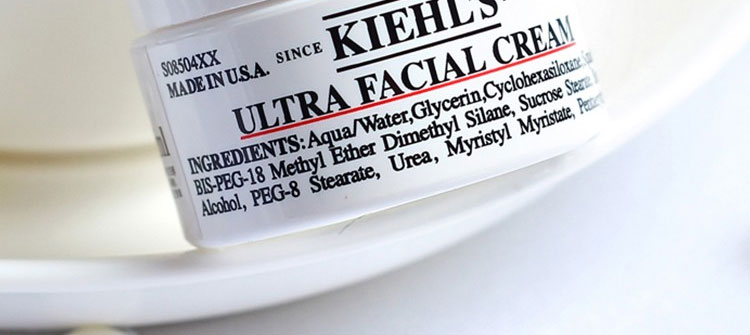 S08504XX
MADE IN U.S.A.
SINCE
KIEHL'S
ULTRA FACIAL CREAM
INGREDIENTS: Aqua/Water, Glycerin, Cyclohexasiloxane,
BIS-PEG-18 Methyl Ether Dimethyl Silane, Sucrose
Alcohol, PEG-8 Stearate, Urea, Myristyl Myristate,